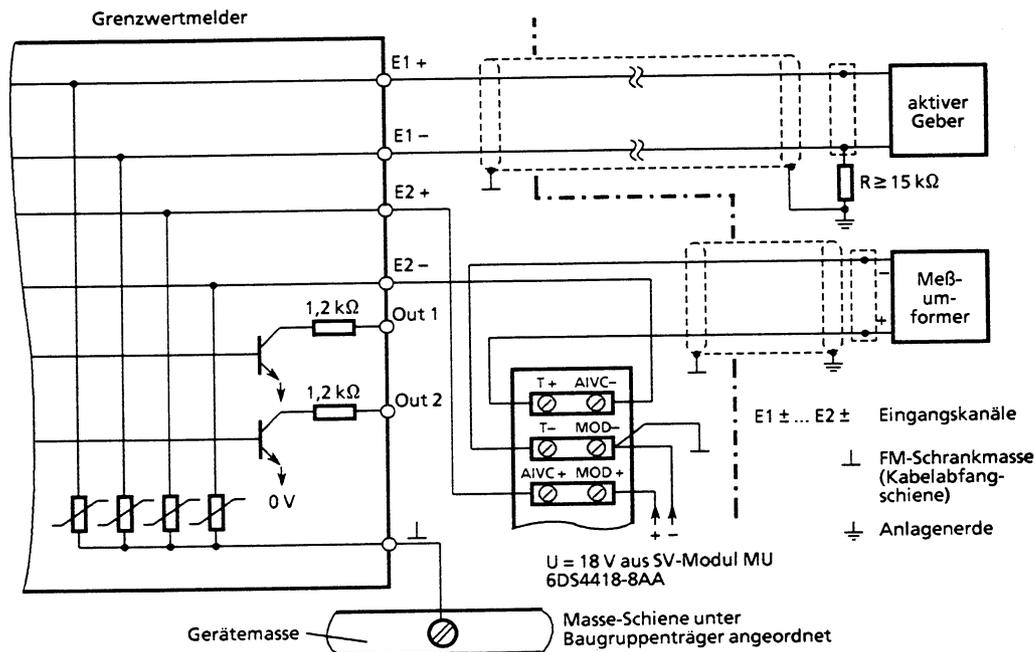 Grenzwertmelder
E1 +
E1 –
E2 +
E2 –
aktiver
Geber
R ≥ 15 kΩ
1,2 kΩ
Out 1
1,2 kΩ
Out 2
0 V
Meß-
um-
former
–
+
T +
AIVC–
T–
MOD–
AIVC +
MOD +
+ –
U = 18 V aus SV-Modul MU
6DS4418-8AA
E1 ± ... E2 ± Eingangskanäle
FM-Schrankmasse
(Kabelabfang-
schiene)
Anlagenerde
Gerätemasse
Masse-Schiene unter
Baugruppenträger angeordnet